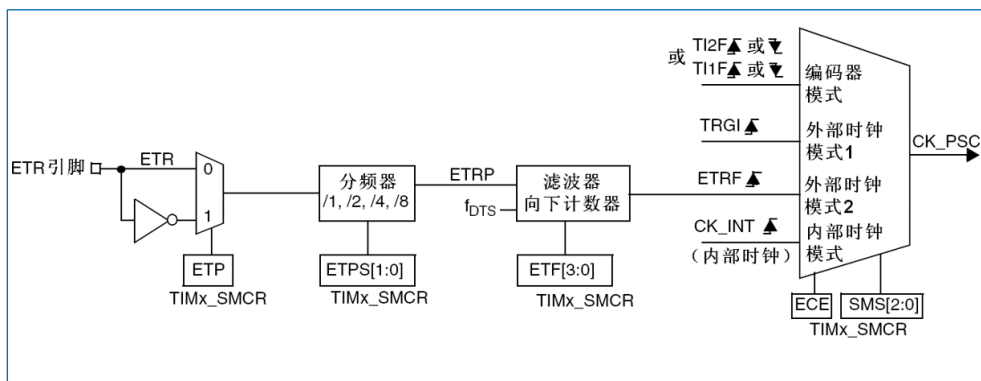 TI2F 或
或 TI1F 或
编码器
模式
TRGI
外部时钟
模式1
CK_PSC
ETR引脚
ETR
0
1
分频器
/1, /2, /4, /8
ETRP
fDTS
滤波器
向下计数器
ETRF
外部时钟
模式2
CK_INT
(内部时钟)
内部时钟
模式
ETP
TIMx_SMCR
ETPS[1:0]
TIMx_SMCR
ETF[3:0]
TIMx_SMCR
ECE
SMS[2:0]
TIMx_SMCR